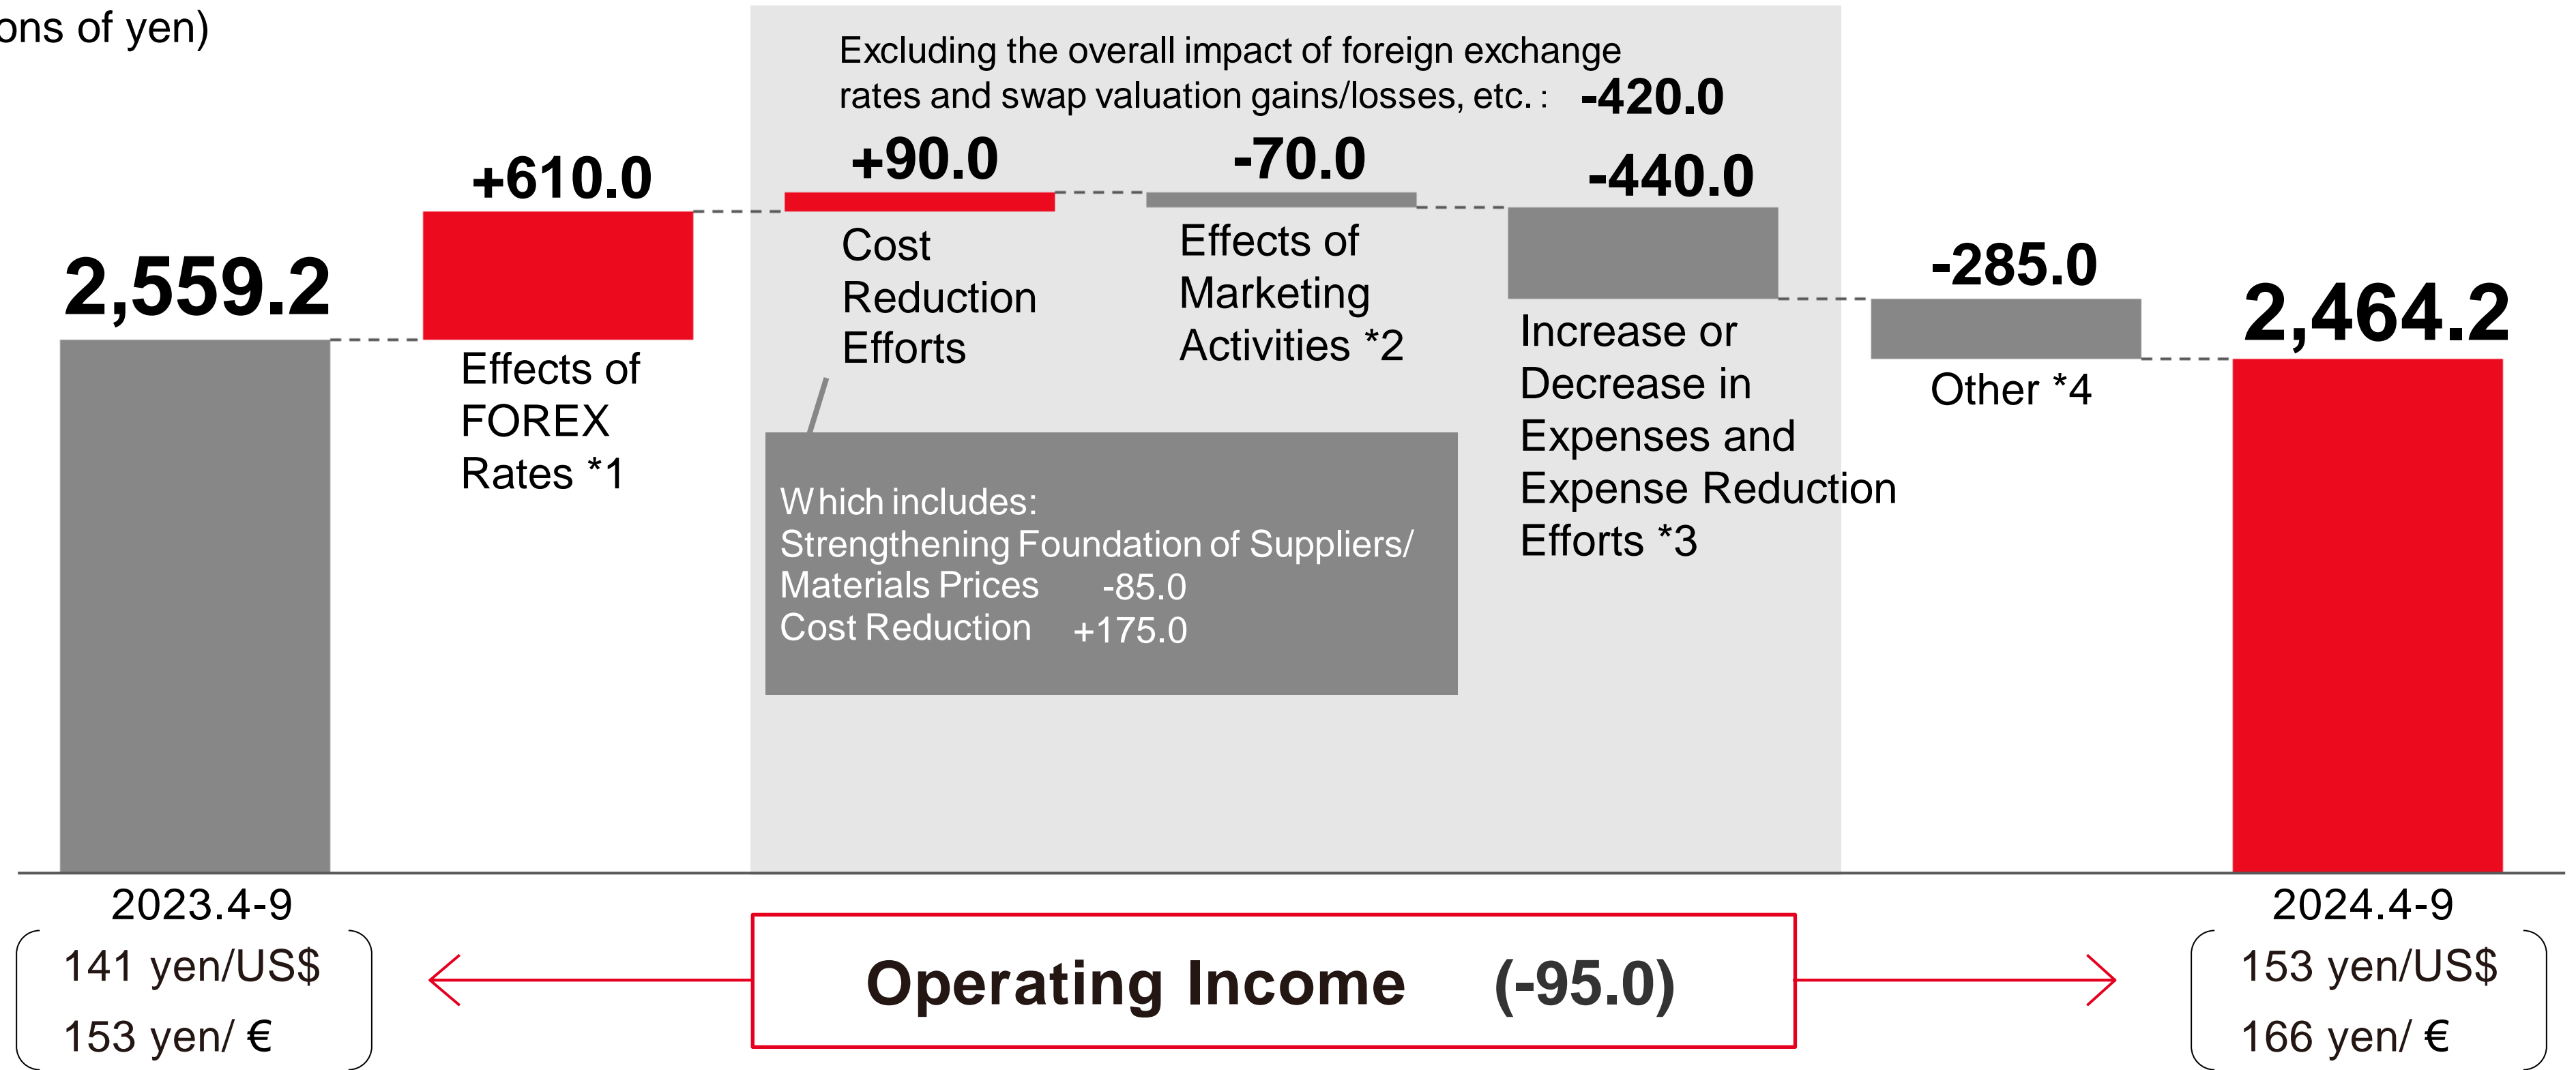 ons of yen)
Excluding the overall impact of foreign exchange
rates and swap valuation gains/losses, etc. : -420.0
2,559.2
+610.0
Effects of
FOREX
Rates *1
+90.0
Cost
Reduction
Efforts
-70.0
Effects of
Marketing
Activities *2
-440.0
Increase or
Decrease in
Expenses and
Expense Reduction
Efforts *3
-285.0
Other *4
2,464.2
Which includes:
Strengthening Foundation of Suppliers/
Materials Prices -85.0
Cost Reduction +175.0
2023.4-9
141 yen/US$
153 yen/ €
Operating Income (-95.0)
2024.4-9
153 yen/US$
166 yen/ €